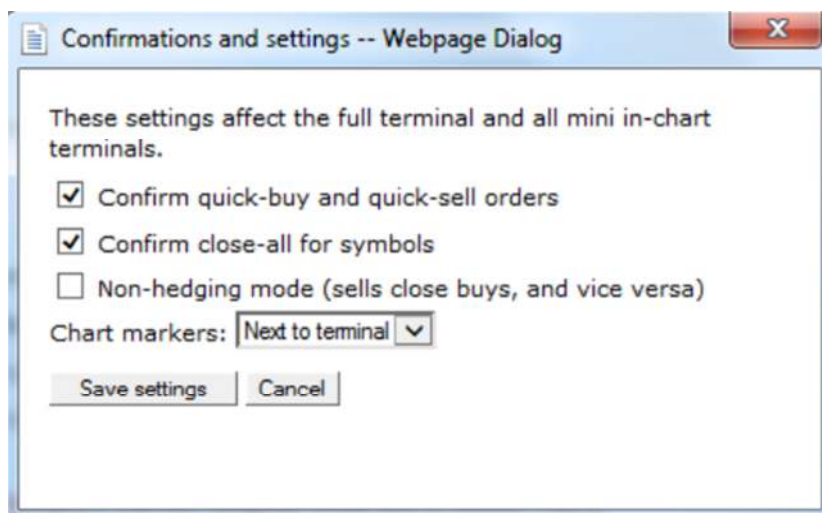 Confirmations and settings -- Webpage Dialog
These settings affect the full terminal and all mini in-chart
terminals.
Confirm quick-buy and quick-sell orders
Confirm close-all for symbols
Non-hedging mode (sells close buys, and vice versa)
Chart markers: Next to terminal
Save settings Cancel